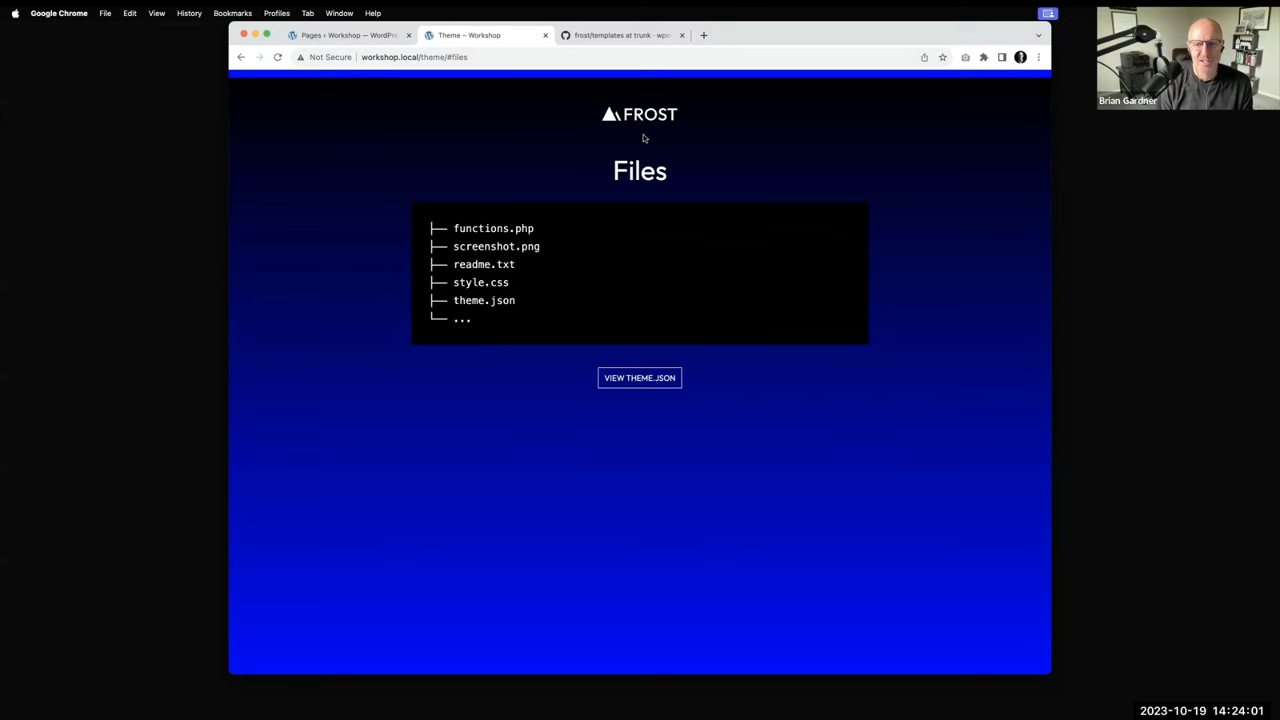 Google Chrome File Edit View History Bookmarks Profiles Tab Window Help
Pages ‹ Workshop — WordPre
Theme – Workshop
frost/templates at trunk · wpe
Not Secure workshop.local/theme/#files
Brian Gardner
FROST
Files
├── functions.php
├── screenshot.png
├── readme.txt
├── style.css
├── theme.json
└── ...
VIEW THEME.JSON
2023-10-19 14:24:01